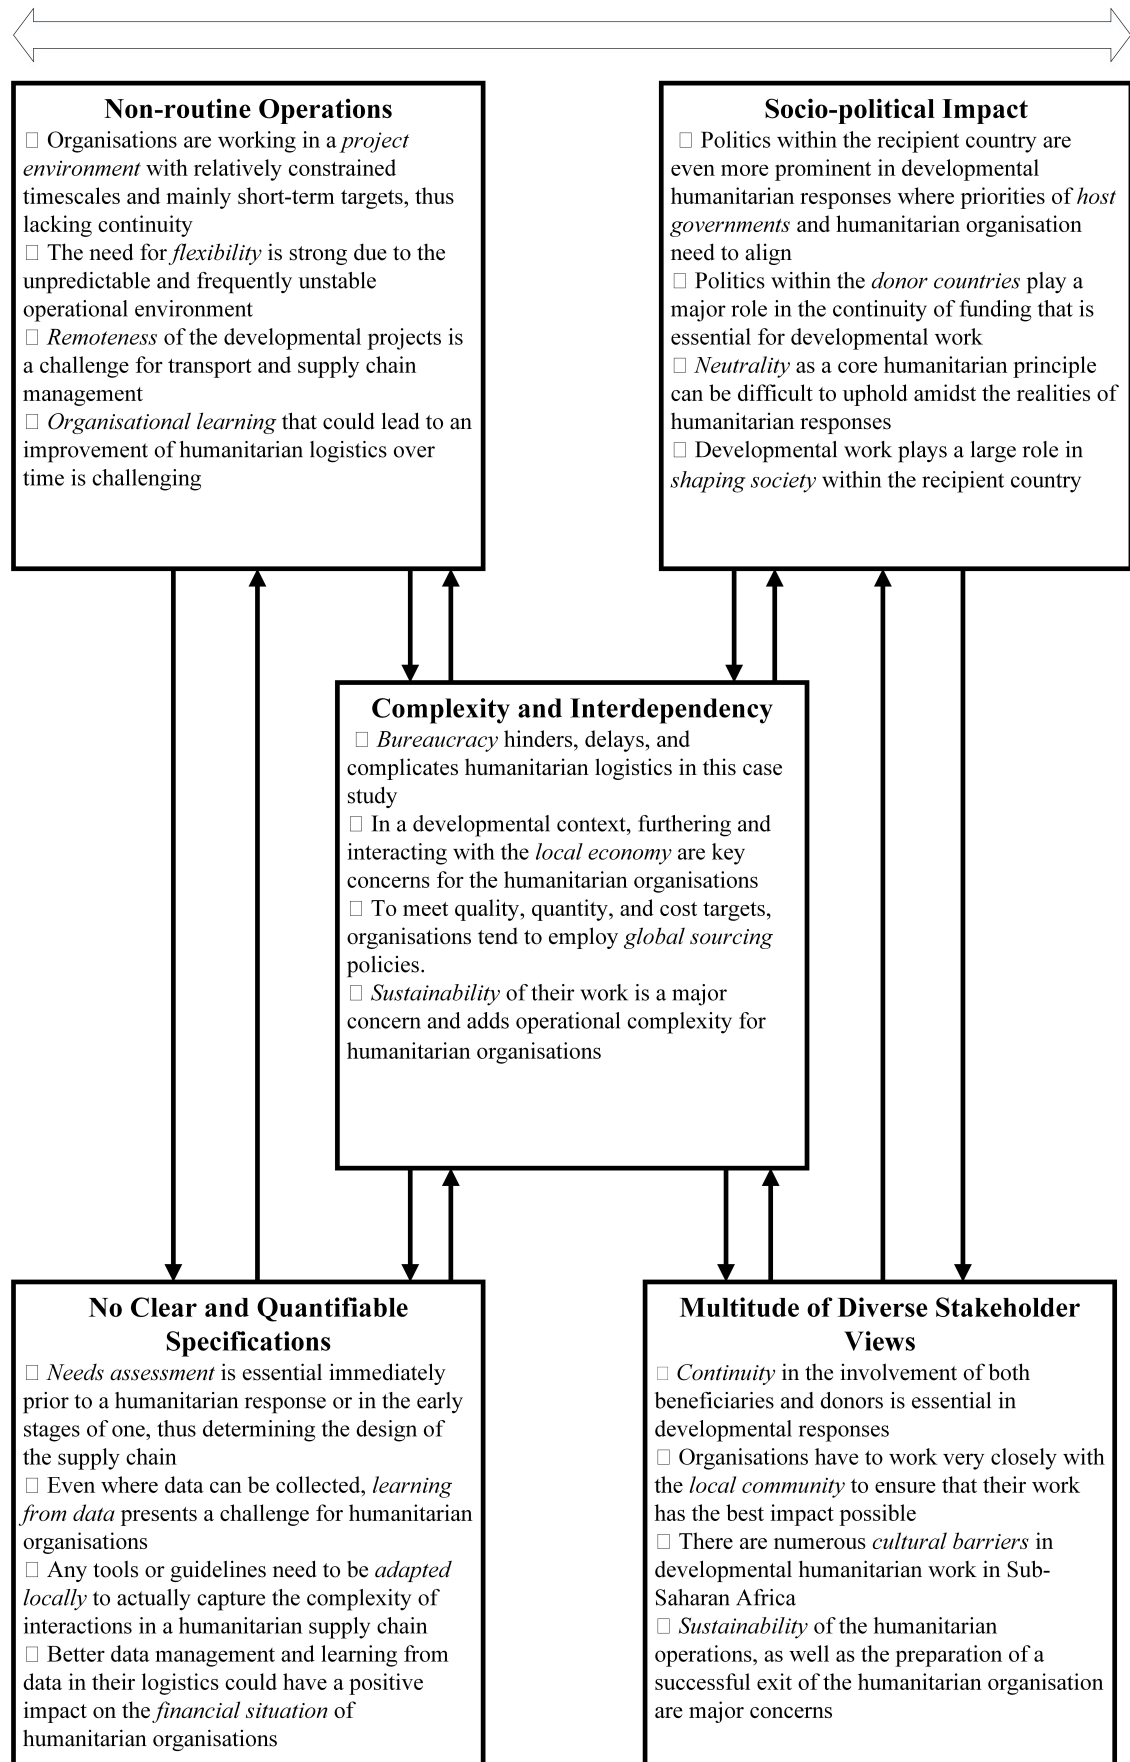 Non-routine Operations
□ Organisations are working in a project
environment with relatively constrained
timescales and mainly short-term targets, thus
lacking continuity
□ The need for flexibility is strong due to the
unpredictable and frequently unstable
operational environment
□ Remoteness of the developmental projects is
a challenge for transport and supply chain
management
□ Organisational learning that could lead to an
improvement of humanitarian logistics over
time is challenging
Socio-political Impact
□ Politics within the recipient country are
even more prominent in developmental
humanitarian responses where priorities of host
governments and humanitarian organisation
need to align
□ Politics within the donor countries play a
major role in the continuity of funding that is
essential for developmental work
□ Neutrality as a core humanitarian principle
can be difficult to uphold amidst the realities of
humanitarian responses
□ Developmental work plays a large role in
shaping society within the recipient country
Complexity and Interdependency
□ Bureaucracy hinders, delays, and
complicates humanitarian logistics in this case
study
□ In a developmental context, furthering and
interacting with the local economy are key
concerns for the humanitarian organisations
□ To meet quality, quantity, and cost targets,
organisations tend to employ global sourcing
policies.
□ Sustainability of their work is a major
concern and adds operational complexity for
humanitarian organisations
No Clear and Quantifiable
Specifications
□ Needs assessment is essential immediately
prior to a humanitarian response or in the early
stages of one, thus determining the design of
the supply chain
□ Even where data can be collected, learning
from data presents a challenge for humanitarian
organisations
□ Any tools or guidelines need to be adapted
locally to actually capture the complexity of
interactions in a humanitarian supply chain
□ Better data management and learning from
data in their logistics could have a positive
impact on the financial situation of
humanitarian organisations
Multitude of Diverse Stakeholder
Views
□ Continuity in the involvement of both
beneficiaries and donors is essential in
developmental responses
□ Organisations have to work very closely with
the local community to ensure that their work
has the best impact possible
□ There are numerous cultural barriers in
developmental humanitarian work in Sub-
Saharan Africa
□ Sustainability of the humanitarian
operations, as well as the preparation of a
successful exit of the humanitarian organisation
are major concerns